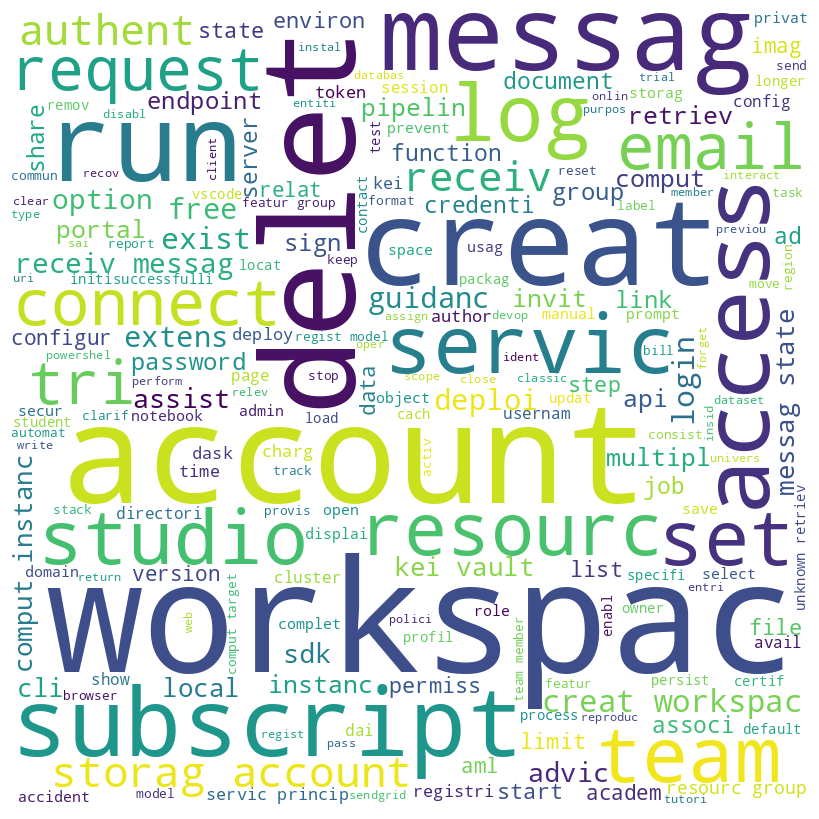 authent state environ instal messag privat
imag
send
request delet databas token session document storag trial longer
remov endpoint entiti pipelin log onlin purpos config
share disabl run server client test prevent retriev email
function
commun recov option relat kei receiv comput interact
clear free featur group contact format credenti group reset member task
type vscode label
portal sai report exist sign space usag creat previou ad access region
receiv messag locat keep packag move
uri initisuccessfulli guidanc invit link
connect assign author devop manual prompt
configur extens deploy regist model servic bill forget login messag state
powershel password oper ident
tri perform page stop scope close classic step
secur student clarif assist relev data object deploi updat api
automat notebook admin load cach usernam dataset
write dask charg account activ consist insid multipl
time track job
stack directori provis open studio resourc save set unknown retriev
comput instanc displai
domain return version cluster kei vault list specifi select
workspac comput target polici role enabl owner entri
web complet profil file
show sdk team member avail
cli browser local instanc permiss featur persist certif
creat workspac
subscript regist pass dai process reproduc associ default
limit team
storag account aml advic
accident model servic princip sendgrid registri start academ resourc group
tutori